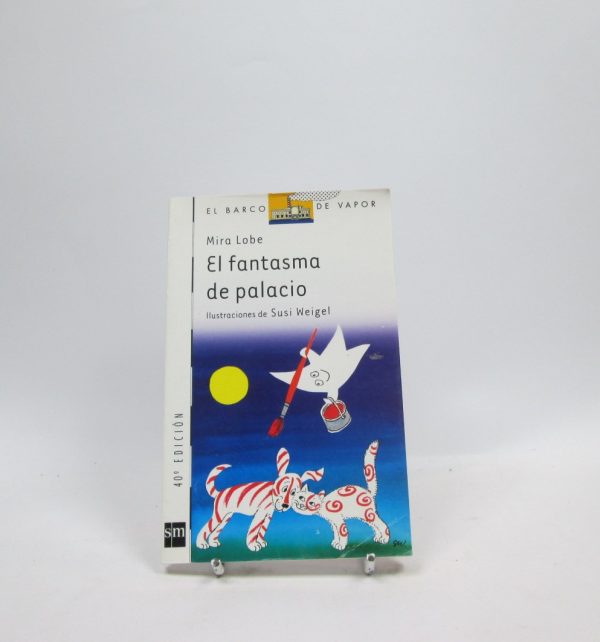 EL BARCO DE VAPOR
Mira Lobe
El fantasma
de palacio
Ilustraciones de Susi Weigel
40ª EDICIÓN
sm